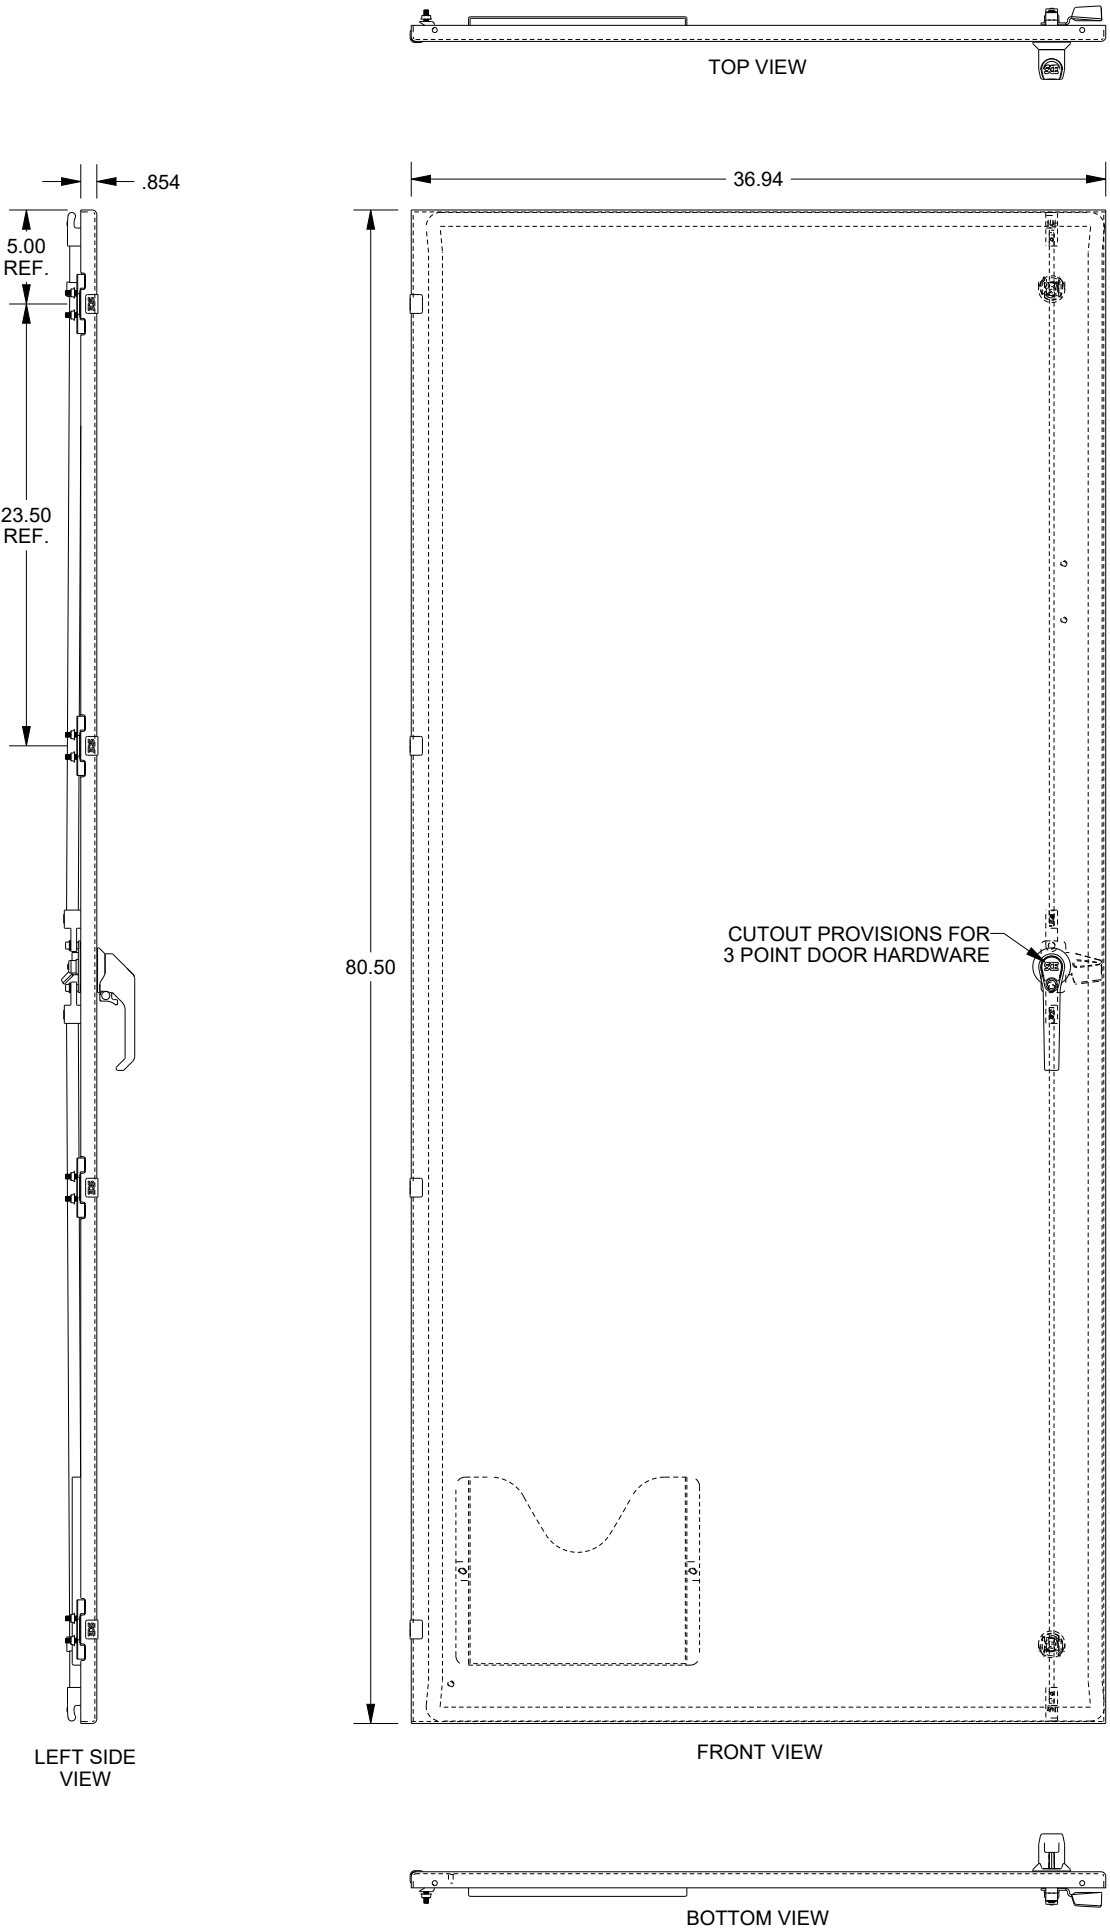 TOP VIEW
.854
36.94
5.00
REF.
23.50
REF.
CUTOUT PROVISIONS FOR
3 POINT DOOR HARDWARE
80.50
LEFT SIDE
VIEW
FRONT VIEW
BOTTOM VIEW